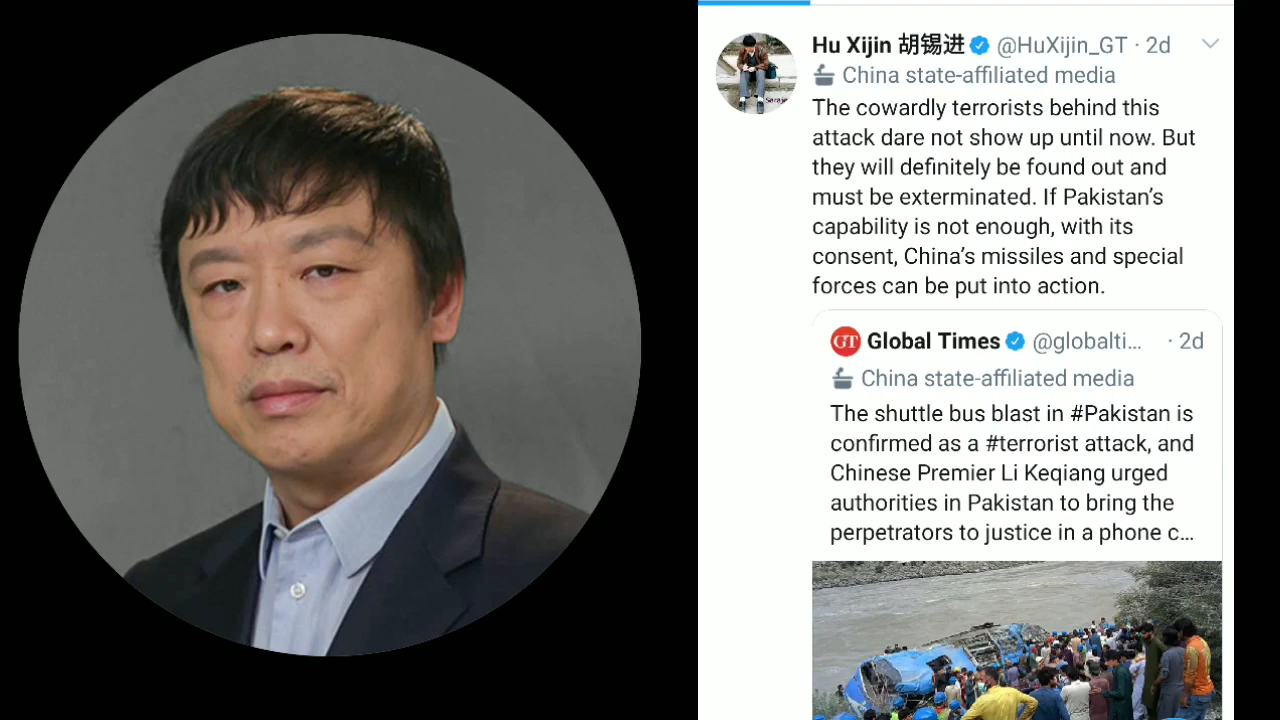 Hu Xijin 胡锡进 @HuXijin_GT · 2d
China state-affiliated media
The cowardly terrorists behind this
attack dare not show up until now. But
they will definitely be found out and
must be exterminated. If Pakistan’s
capability is not enough, with its
consent, China’s missiles and special
forces can be put into action.
GT Global Times @globalti... · 2d
China state-affiliated media
The shuttle bus blast in #Pakistan is
confirmed as a #terrorist attack, and
Chinese Premier Li Keqiang urged
authorities in Pakistan to bring the
perpetrators to justice in a phone c...